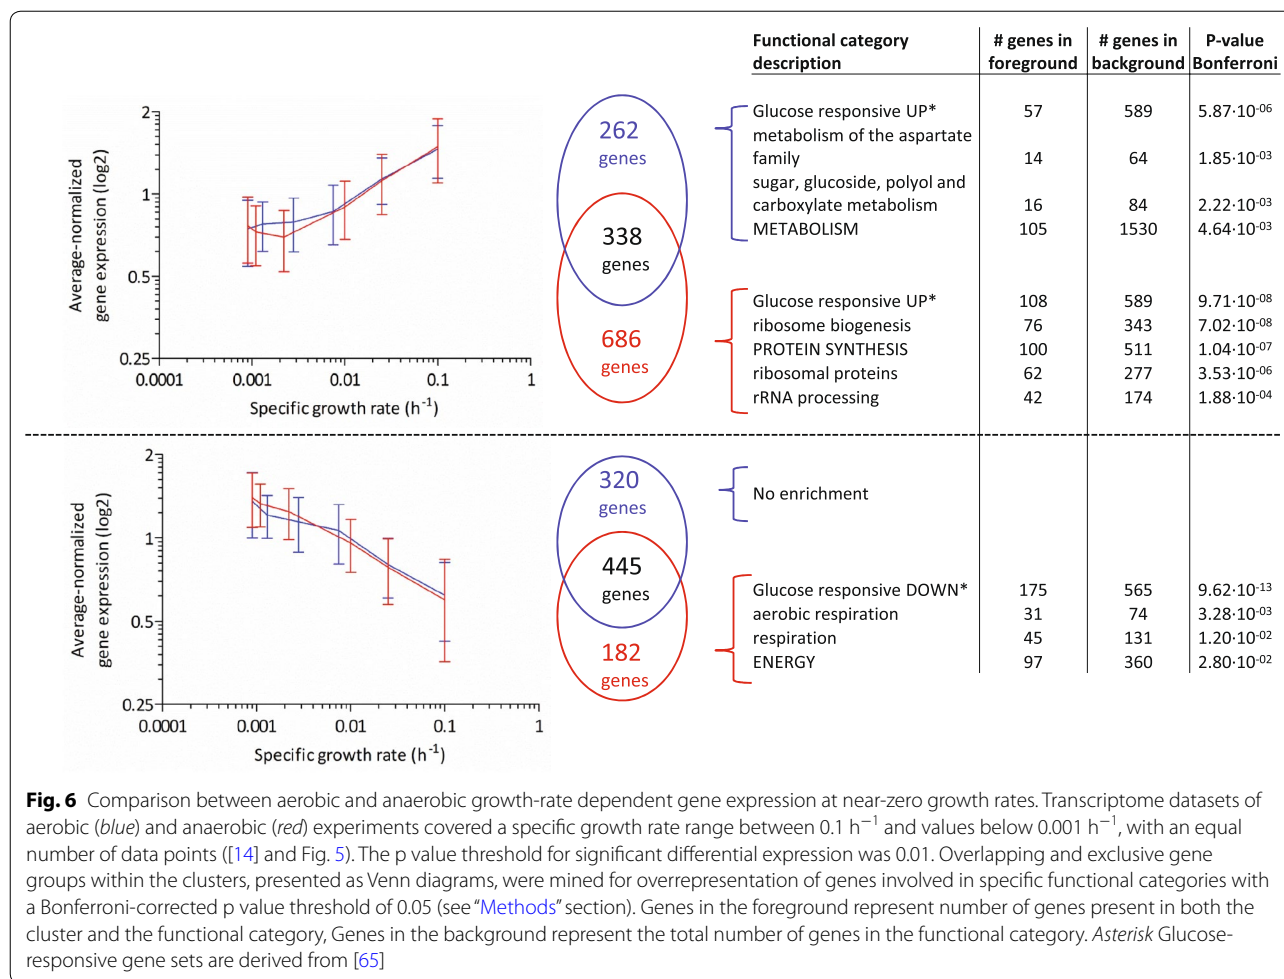 Functional category description
# genes in foreground
# genes in background
P-value Bonferroni
2
1
0.5
0.25
Average-normalized
gene expression (log2)
0.0001 0.001 0.01 0.1 1
Specific growth rate (h-1)
262
genes
338
genes
686
genes
Glucose responsive UP* 57 589 5.87·10-06
metabolism of the aspartate
family 14 64 1.85·10-03
sugar, glucoside, polyol and
carboxylate metabolism 16 84 2.22·10-03
METABOLISM 105 1530 4.64·10-03
Glucose responsive UP* 108 589 9.71·10-08
ribosome biogenesis 76 343 7.02·10-08
PROTEIN SYNTHESIS 100 511 1.04·10-07
ribosomal proteins 62 277 3.53·10-06
rRNA processing 42 174 1.88·10-04
2
1
0.5
0.25
Average-normalized
gene expression (log2)
0.0001 0.001 0.01 0.1 1
Specific growth rate (h-1)
320
genes
445
genes
182
genes
No enrichment
Glucose responsive DOWN* 175 565 9.62·10-13
aerobic respiration 31 74 3.28·10-03
respiration 45 131 1.20·10-02
ENERGY 97 360 2.80·10-02
Fig. 6 Comparison between aerobic and anaerobic growth-rate dependent gene expression at near-zero growth rates. Transcriptome datasets of
aerobic (blue) and anaerobic (red) experiments covered a specific growth rate range between 0.1 h−1 and values below 0.001 h−1, with an equal
number of data points ([14] and Fig. 5). The p value threshold for significant differential expression was 0.01. Overlapping and exclusive gene
groups within the clusters, presented as Venn diagrams, were mined for overrepresentation of genes involved in specific functional categories with
a Bonferroni-corrected p value threshold of 0.05 (see “Methods” section). Genes in the foreground represent number of genes present in both the
cluster and the functional category, Genes in the background represent the total number of genes in the functional category. Asterisk Glucose-
responsive gene sets are derived from [65]